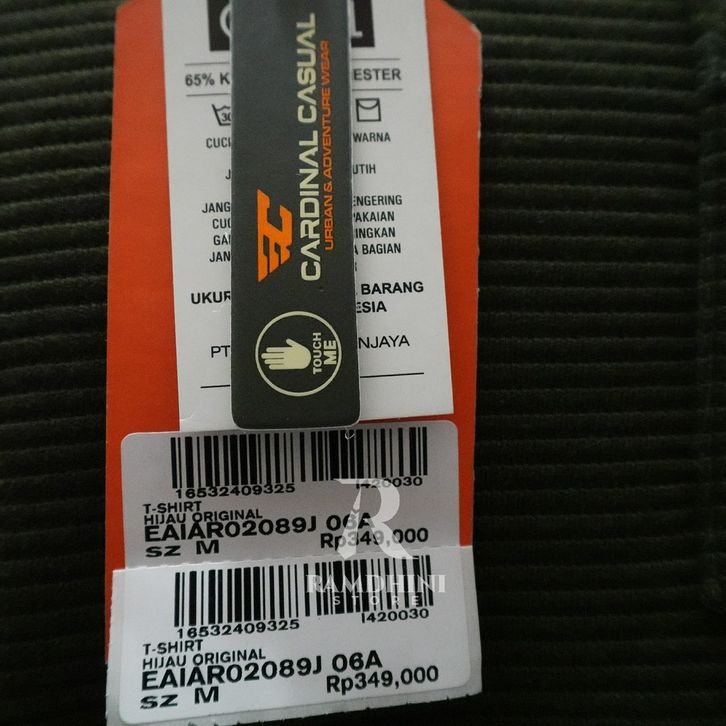 65% K ESTER
30
CUCI WARNA
J UTIH
JANG ENGERING
CUC PAKAIAN
GAN INGKAN
JAN A BAGIAN
UKUR BARANG
ESIA
PT NJAYA
CARDINAL CASUAL
URBAN & ADVENTURE WEAR
TOUCH
ME
16532409325 I420030
T-SHIRT
HIJAU ORIGINAL
EAIAR02089J 06A
SZ M Rp349,000
RAMDHINI
STORE
16532409325 I420030
T-SHIRT
HIJAU ORIGINAL
EAIAR02089J 06A
SZ M Rp349,000